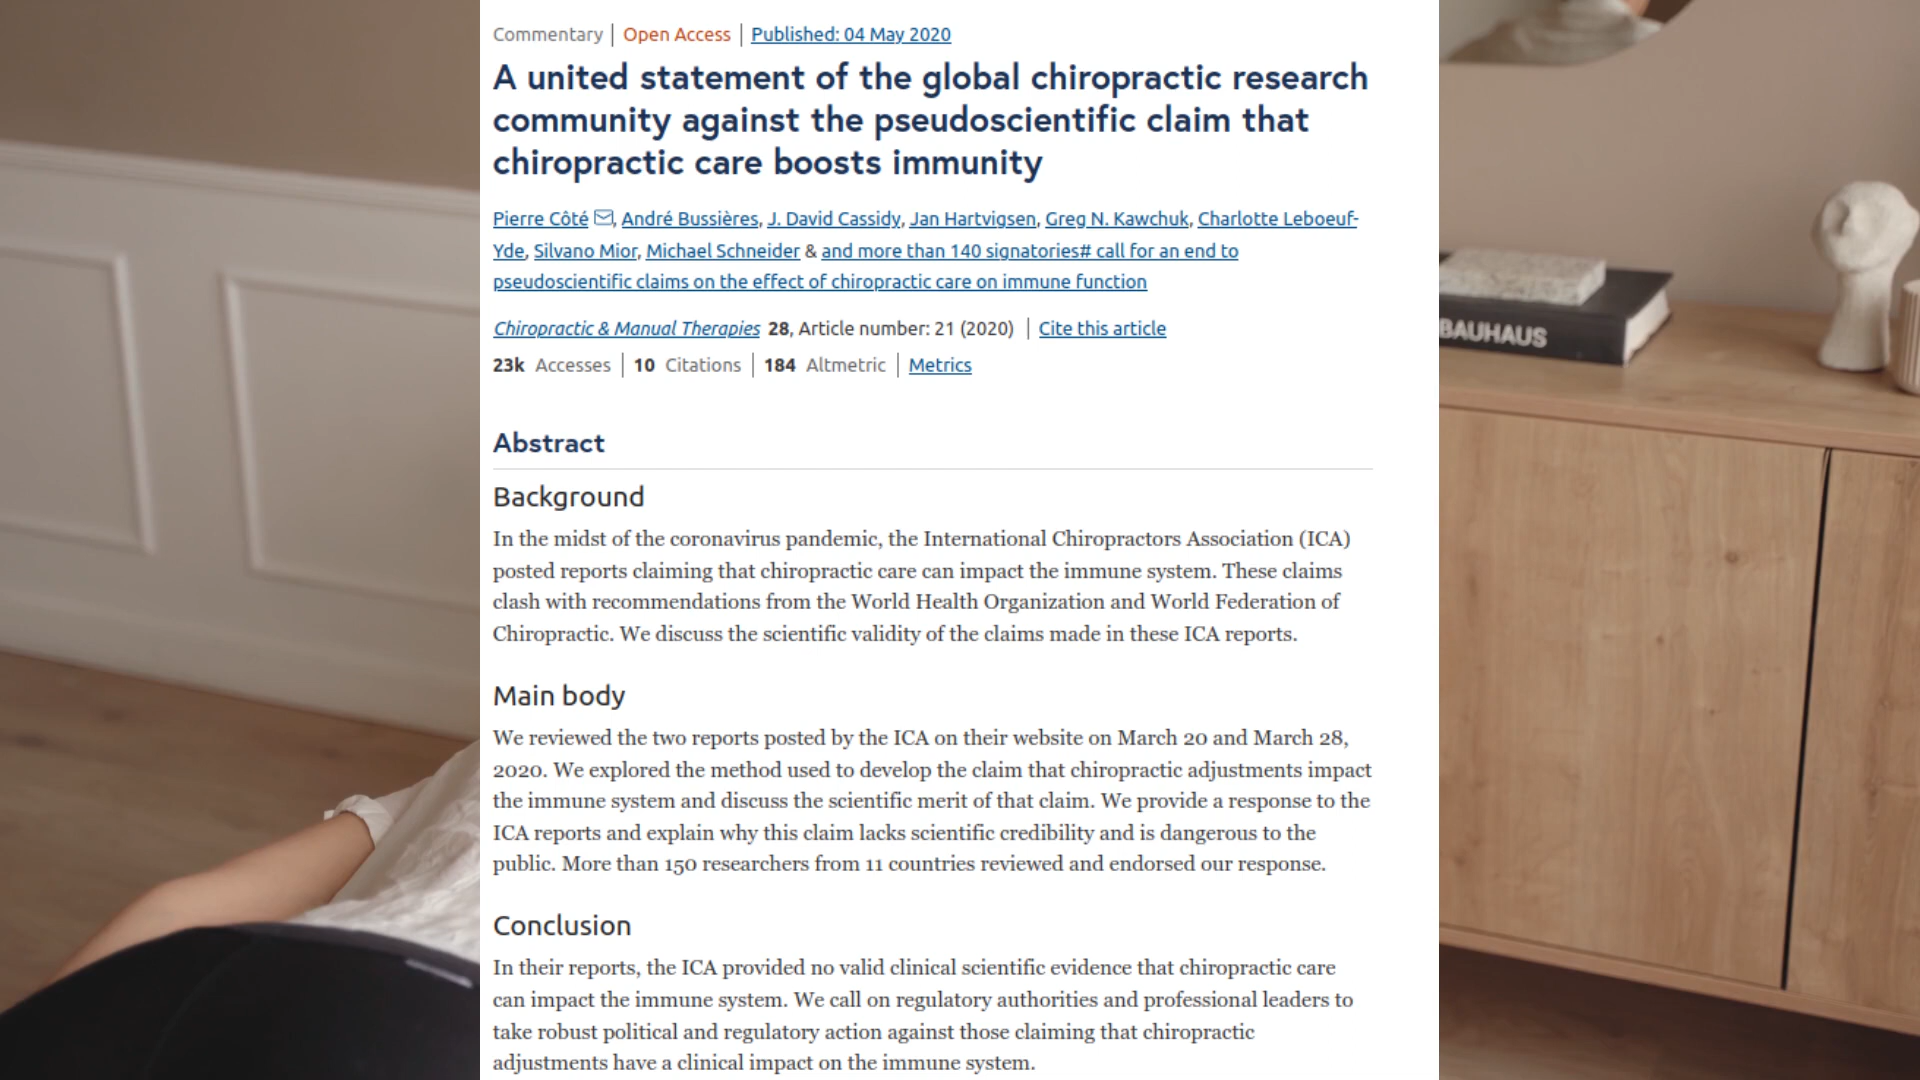 Commentary | Open Access | Published: 04 May 2020
A united statement of the global chiropractic research
community against the pseudoscientific claim that
chiropractic care boosts immunity
Pierre Côté, André Bussières, J. David Cassidy, Jan Hartvigsen, Greg N. Kawchuk, Charlotte Leboeuf-
Yde, Silvano Mior, Michael Schneider & and more than 140 signatories# call for an end to
pseudoscientific claims on the effect of chiropractic care on immune function
Chiropractic & Manual Therapies 28, Article number: 21 (2020) | Cite this article
23k Accesses | 10 Citations | 184 Altmetric | Metrics
Abstract
Background
In the midst of the coronavirus pandemic, the International Chiropractors Association (ICA)
posted reports claiming that chiropractic care can impact the immune system. These claims
clash with recommendations from the World Health Organization and World Federation of
Chiropractic. We discuss the scientific validity of the claims made in these ICA reports.
Main body
We reviewed the two reports posted by the ICA on their website on March 20 and March 28,
2020. We explored the method used to develop the claim that chiropractic adjustments impact
the immune system and discuss the scientific merit of that claim. We provide a response to the
ICA reports and explain why this claim lacks scientific credibility and is dangerous to the
public. More than 150 researchers from 11 countries reviewed and endorsed our response.
Conclusion
In their reports, the ICA provided no valid clinical scientific evidence that chiropractic care
can impact the immune system. We call on regulatory authorities and professional leaders to
take robust political and regulatory action against those claiming that chiropractic
adjustments have a clinical impact on the immune system.
BAUHAUS